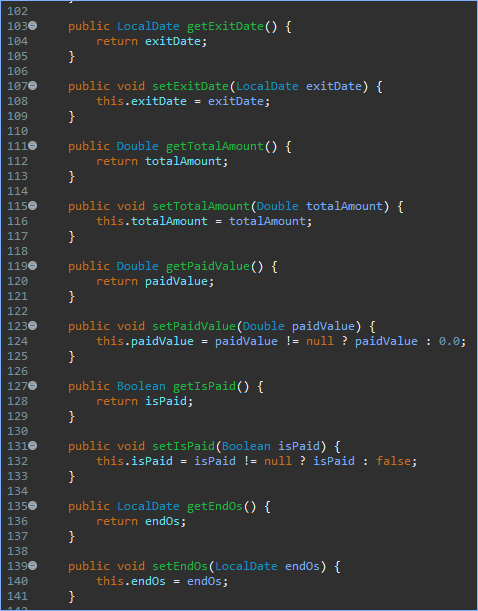 102
103 public LocalDate getExitDate() {
104 return exitDate;
105 }
106
107 public void setExitDate(LocalDate exitDate) {
108 this.exitDate = exitDate;
109 }
110
111 public Double getTotalAmount() {
112 return totalAmount;
113 }
114
115 public void setTotalAmount(Double totalAmount) {
116 this.totalAmount = totalAmount;
117 }
118
119 public Double getPaidValue() {
120 return paidValue;
121 }
122
123 public void setPaidValue(Double paidValue) {
124 this.paidValue = paidValue != null ? paidValue : 0.0;
125 }
126
127 public Boolean getIsPaid() {
128 return isPaid;
129 }
130
131 public void setIsPaid(Boolean isPaid) {
132 this.isPaid = isPaid != null ? isPaid : false;
133 }
134
135 public LocalDate getEndOs() {
136 return endOs;
137 }
138
139 public void setEndOs(LocalDate endOs) {
140 this.endOs = endOs;
141 }